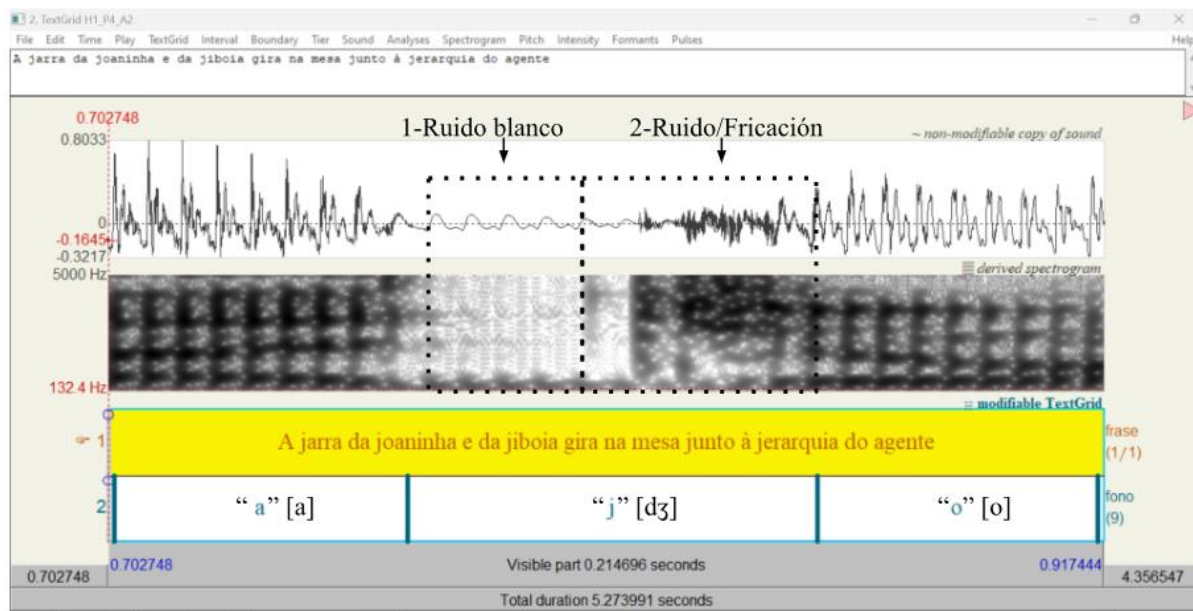 2. TextGrid H1_P4_A2
File Edit Time Play TextGrid Interval Boundary Tier Sound Analyses Spectrogram Pitch Intensity Formants Pulses Help
A jarra da joaninha e da jiboia gira na mesa junto à jerarquia do agente
0.702748
1-Ruido blanco 2-Ruido/Fricación
0.8033
~ non-modifiable copy of sound
0
-0.1645
-0.3217
5000 Hz
derived spectrogram
132.4 Hz
modifiable TextGrid
1 A jarra da joaninha e da jiboia gira na mesa junto à jerarquia do agente frase (1/1)
2 “a” [a] “j” [dʒ] “o” [o] fono (9)
0.702748 0.702748 Visible part 0.214696 seconds 0.917444 4.356547
Total duration 5.273991 seconds